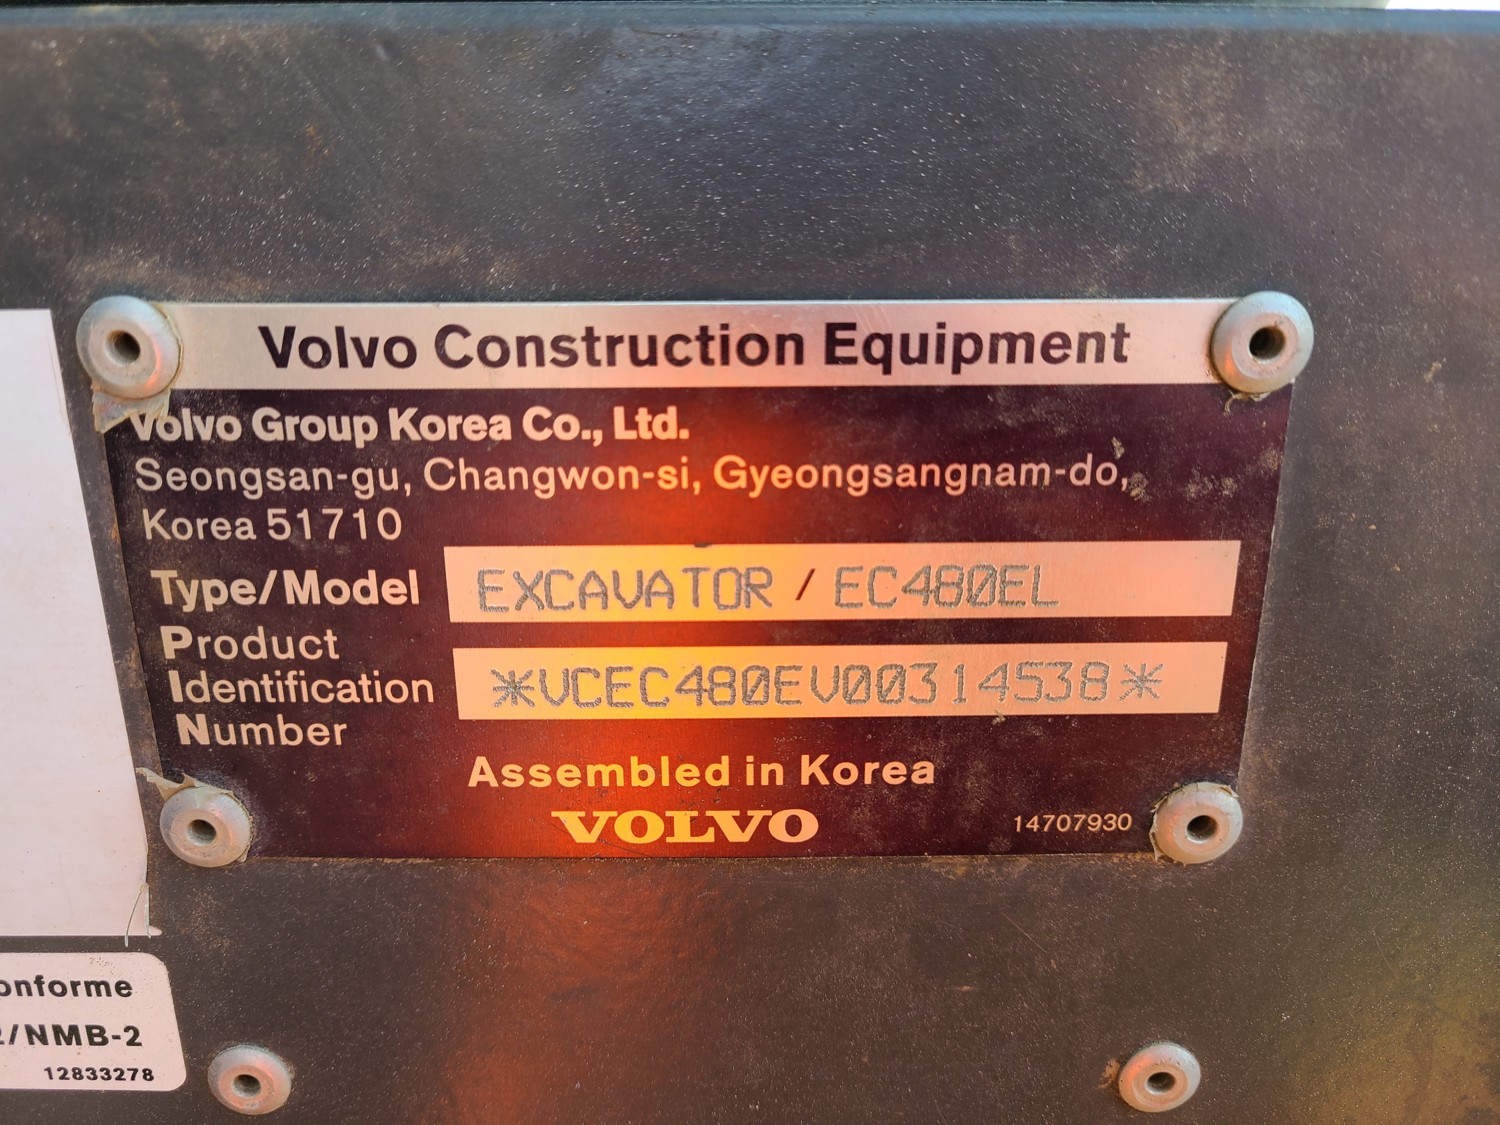 Volvo Construction Equipment
Volvo Group Korea Co., Ltd.
Seongsan-gu, Changwon-si, Gyeongsangnam-do,
Korea 51710
Type/Model EXCAVATOR / EC480EL
Product
Identification
Number
*VCEC480EV00314538*
Assembled in Korea
VOLVO
14707930
onforme
2/NMB-2
12833278